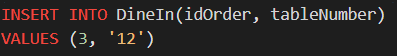 INSERT INTO DineIn(idOrder, tableNumber)
VALUES (3, '12')